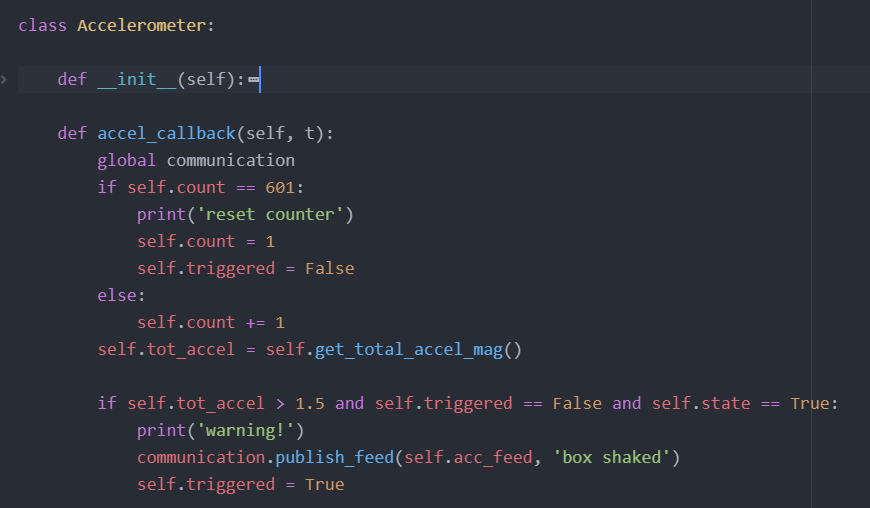 class Accelerometer:
    def __init__(self):
    def accel_callback(self, t):
        global communication
        if self.count == 601:
            print('reset counter')
            self.count = 1
            self.triggered = False
        else:
            self.count += 1
        self.tot_accel = self.get_total_accel_mag()
        if self.tot_accel > 1.5 and self.triggered == False and self.state == True:
            print('warning!')
            communication.publish_feed(self.acc_feed, 'box shaked')
            self.triggered = True